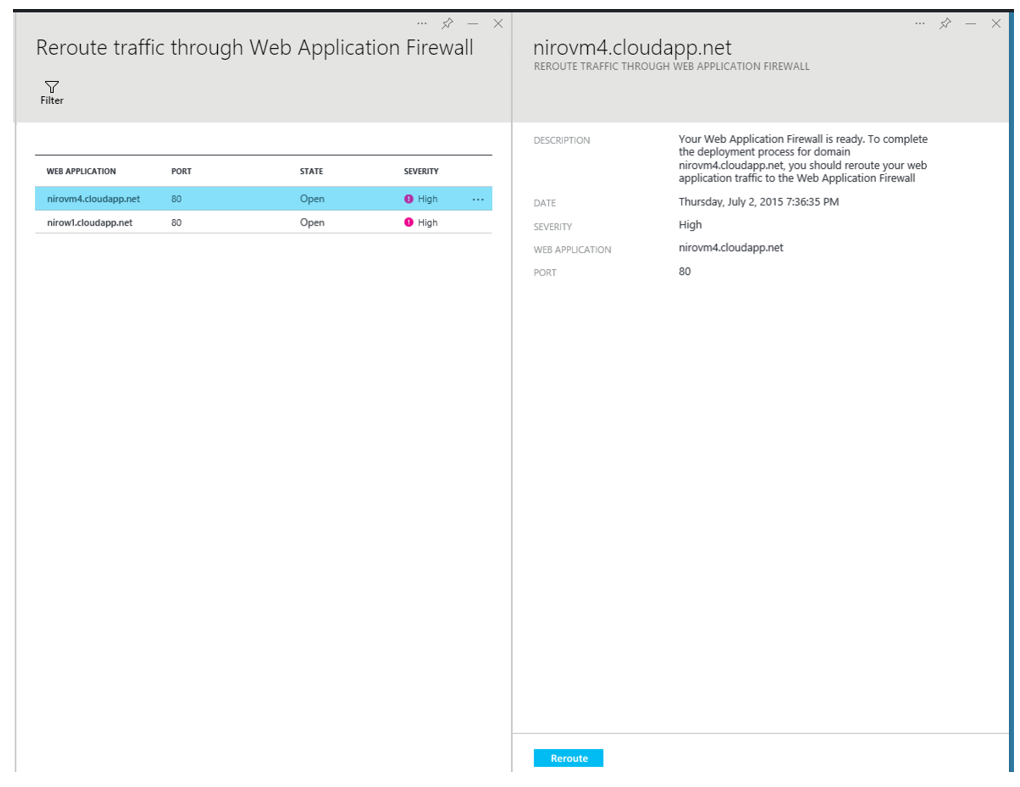 Reroute traffic through Web Application Firewall
Filter
WEB APPLICATION PORT STATE SEVERITY
nirovm4.cloudapp.net 80 Open High
nirow1.cloudapp.net 80 Open High
nirovm4.cloudapp.net
REROUTE TRAFFIC THROUGH WEB APPLICATION FIREWALL
DESCRIPTION Your Web Application Firewall is ready. To complete
the deployment process for domain
nirovm4.cloudapp.net, you should reroute your web
application traffic to the Web Application Firewall
DATE Thursday, July 2, 2015 7:36:35 PM
SEVERITY High
WEB APPLICATION nirovm4.cloudapp.net
PORT 80
Reroute